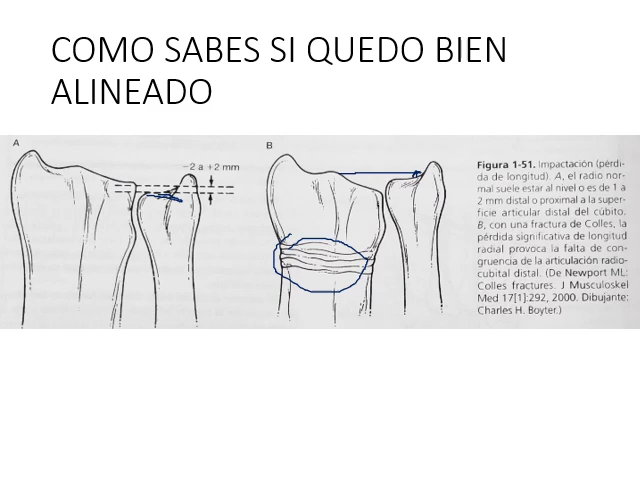 COMO SABES SI QUEDO BIEN
ALINEADO
A
−2 a +2 mm
B
Figura 1-51. Impactación (pérdi-
da de longitud). A, el radio nor-
mal suele estar al nivel o es de 1 a
2 mm distal o proximal a la super-
ficie articular distal del cúbito.
B, con una fractura de Colles, la
pérdida significativa de longitud
radial provoca la falta de con-
gruencia de la articulación radio-
cubital distal. (De Newport ML:
Colles fractures. J Musculoskel
Med 17[1]:292, 2000. Dibujante:
Charles H. Boyter.)